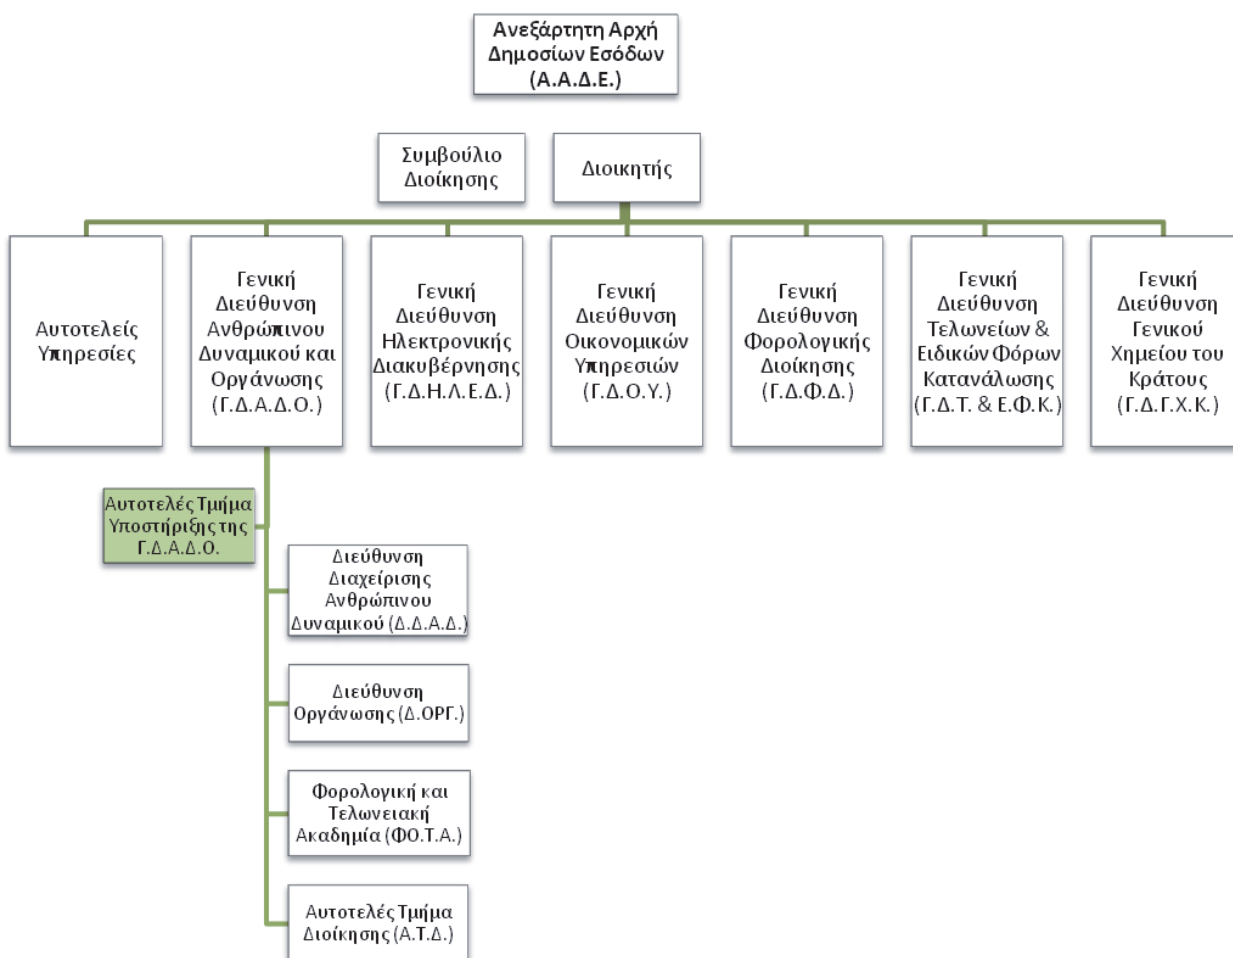 Ανεξάρτητη Αρχή
Δημοσίων Εσόδων
(Α.Α.Δ.Ε.)
Συμβούλιο
Διοίκησης
Διοικητής
Αυτοτελείς
Υπηρεσίες
Γενική
Διεύθυνση
Ανθρώπινου
Δυναμικού και
Οργάνωσης
(Γ.Δ.Α.Δ.Ο.)
Γενική
Διεύθυνση
Ηλεκτρονικής
Διακυβέρνησης
(Γ.Δ.Η.Λ.Ε.Δ.)
Γενική
Διεύθυνση
Οικονομικών
Υπηρεσιών
(Γ.Δ.Ο.Υ.)
Γενική
Διεύθυνση
Φορολογικής
Διοίκησης
(Γ.Δ.Φ.Δ.)
Γενική
Διεύθυνση
Τελωνείων &
Ειδικών Φόρων
Κατανάλωσης
(Γ.Δ.Τ. & Ε.Φ.Κ.)
Γενική
Διεύθυνση
Γενικού
Χημείου του
Κράτους
(Γ.Δ.Γ.Χ.Κ.)
Αυτοτελές Τμήμα
Υποστήριξης της
Γ.Δ.Α.Δ.Ο.
Διεύθυνση
Διαχείρισης
Ανθρώπινου
Δυναμικού (Δ.Δ.Α.Δ.)
Διεύθυνση
Οργάνωσης (Δ.ΟΡΓ.)
Φορολογική και
Τελωνειακή
Ακαδημία (ΦΟ.Τ.Α.)
Αυτοτελές Τμήμα
Διοίκησης (Α.Τ.Δ.)